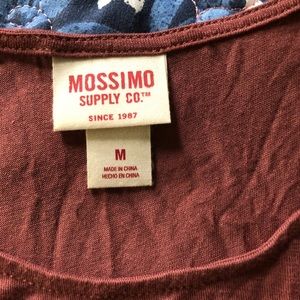 MOSSIMO
SUPPLY CO.™
SINCE 1987
M
MADE IN CHINA
HECHO EN CHINA